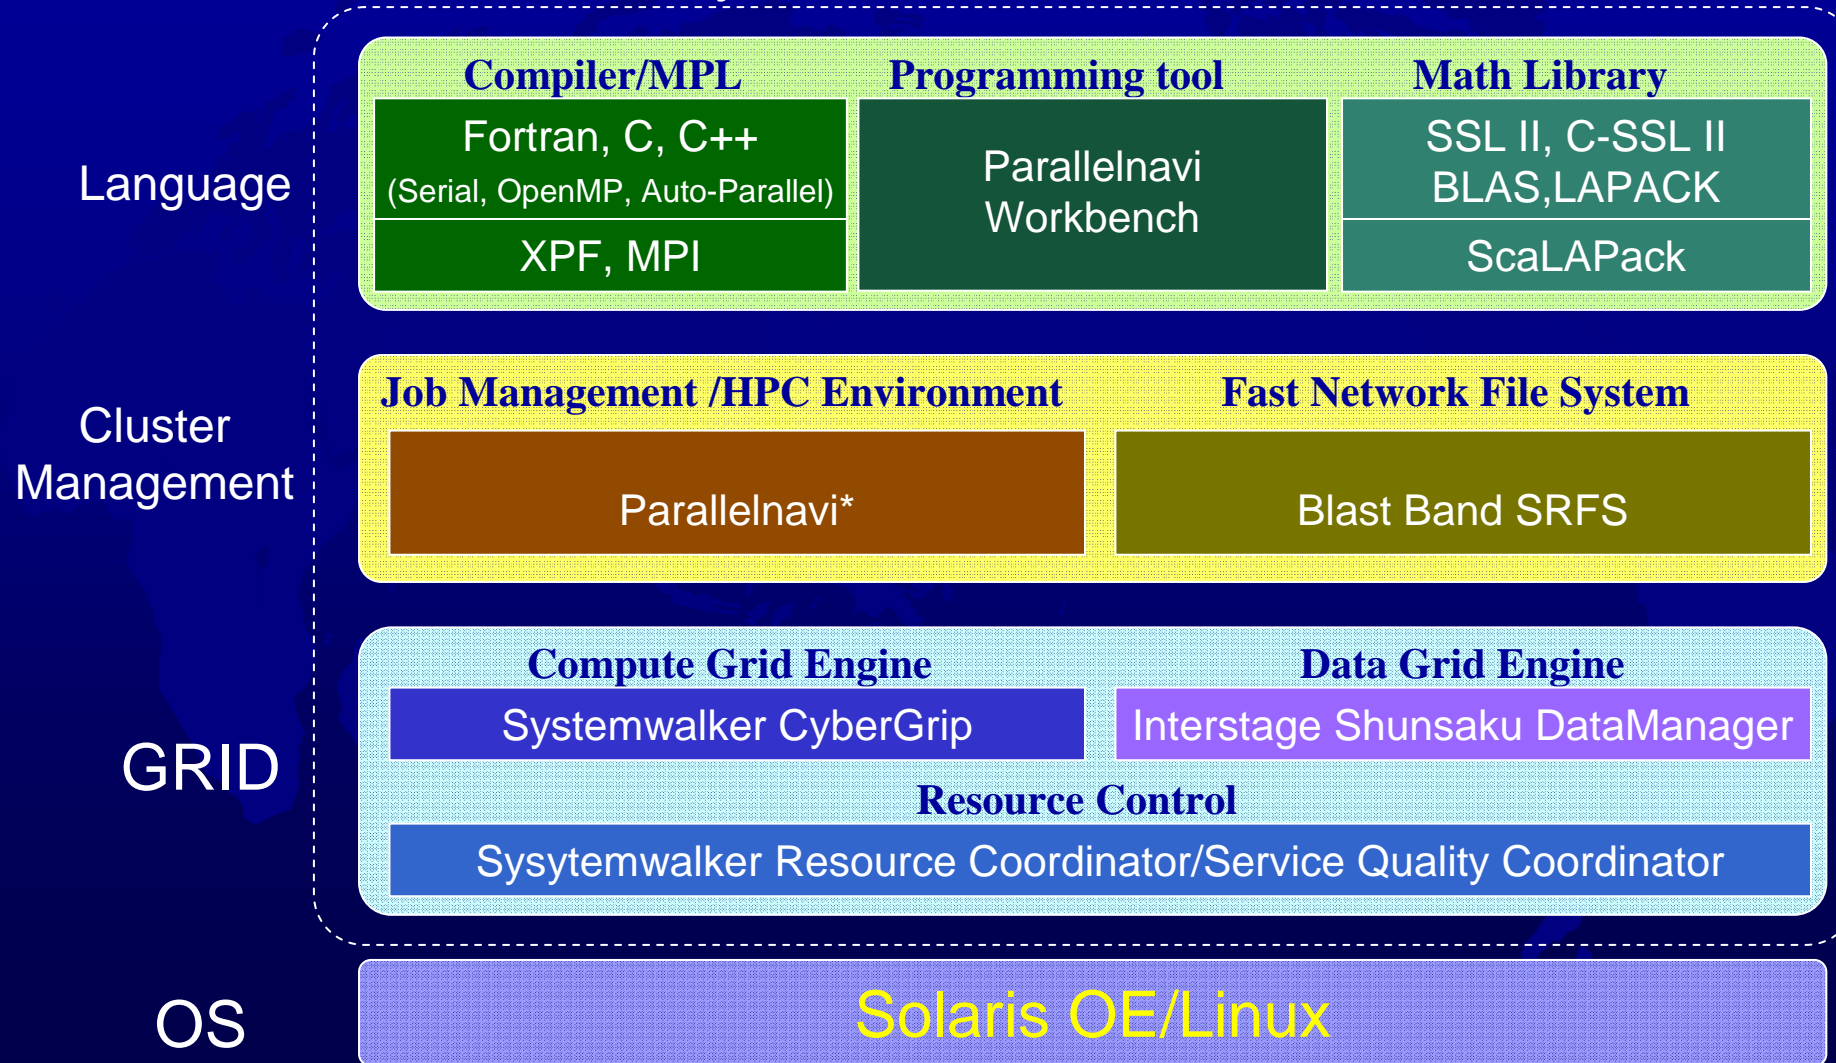 Compiler/MPL
Programming tool
Math Library
Language
Fortran, C, C++
(Serial, OpenMP, Auto-Parallel)
XPF, MPI
Parallelnavi
Workbench
SSL II, C-SSL II
BLAS,LAPACK
ScaLAPack
Cluster
Management
Job Management /HPC Environment
Fast Network File System
Parallelnavi*
Blast Band SRFS
GRID
Compute Grid Engine
Data Grid Engine
Systemwalker CyberGrip
Interstage Shunsaku DataManager
Resource Control
Sysytemwalker Resource Coordinator/Service Quality Coordinator
OS
Solaris OE/Linux